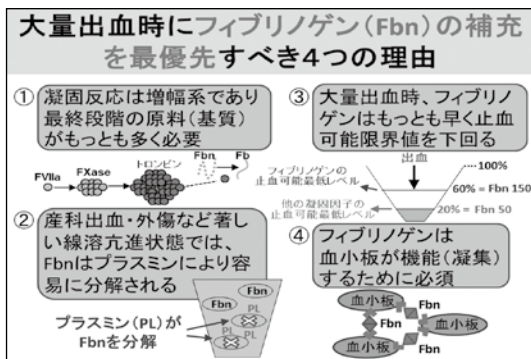 大量出血時にフィブリノゲン(Fbn)の補充
を最優先すべき4つの理由
① 凝固反応は増幅系であり
最終段階の原料(基質)
がもっとも多く必要
FVIIa
FXase
トロンビン
Fbn
Fb
② 産科出血・外傷など著し
い線溶亢進状態では、
Fbnはプラスミンにより容
易に分解される
プラスミン(PL)が
Fbnを分解
Fbn
Fbn
PL
PL
PL
③ 大量出血時、フィブリノ
ゲンはもっとも早く止血
可能限界値を下回る
出血
100%
フィブリノゲンの
止血可能最低レベル
60% = Fbn 150
他の凝固因子の
止血可能最低レベル
20% = Fbn 50
④ フィブリノゲンは
血小板が機能(凝集)
するために必須
血小板
Fbn
Fbn
血小板
血小板
Fbn